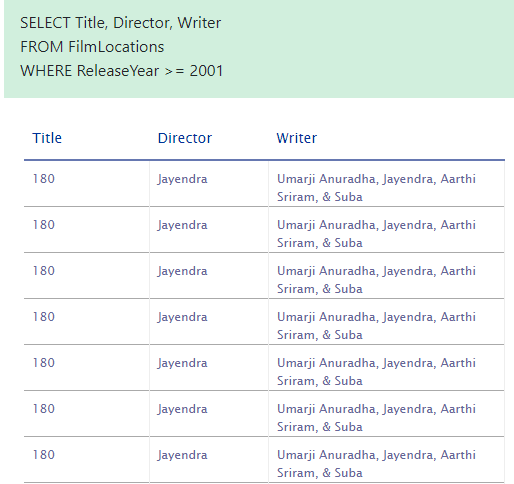 SELECT Title, Director, Writer
FROM FilmLocations
WHERE ReleaseYear >= 2001
Title Director Writer
180 Jayendra Umarji Anuradha, Jayendra, Aarthi
Sriram, & Suba
180 Jayendra Umarji Anuradha, Jayendra, Aarthi
Sriram, & Suba
180 Jayendra Umarji Anuradha, Jayendra, Aarthi
Sriram, & Suba
180 Jayendra Umarji Anuradha, Jayendra, Aarthi
Sriram, & Suba
180 Jayendra Umarji Anuradha, Jayendra, Aarthi
Sriram, & Suba
180 Jayendra Umarji Anuradha, Jayendra, Aarthi
Sriram, & Suba
180 Jayendra Umarji Anuradha, Jayendra, Aarthi
Sriram, & Suba